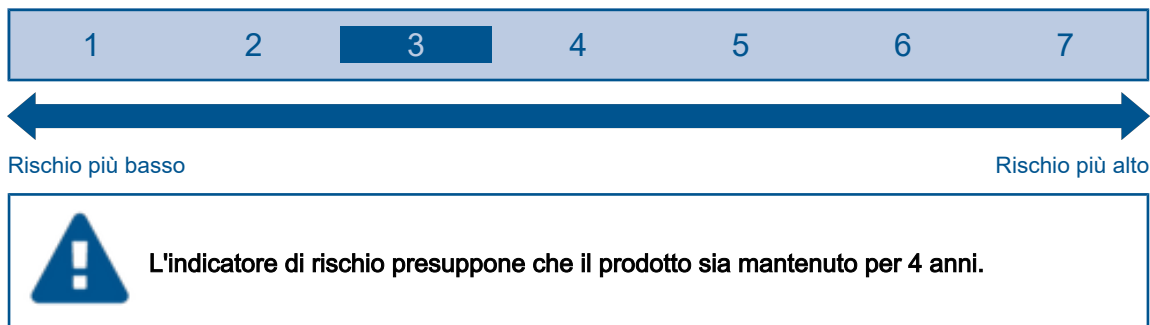 1 2 3 4 5 6 7
Rischio più basso Rischio più alto
L'indicatore di rischio presuppone che il prodotto sia mantenuto per 4 anni.